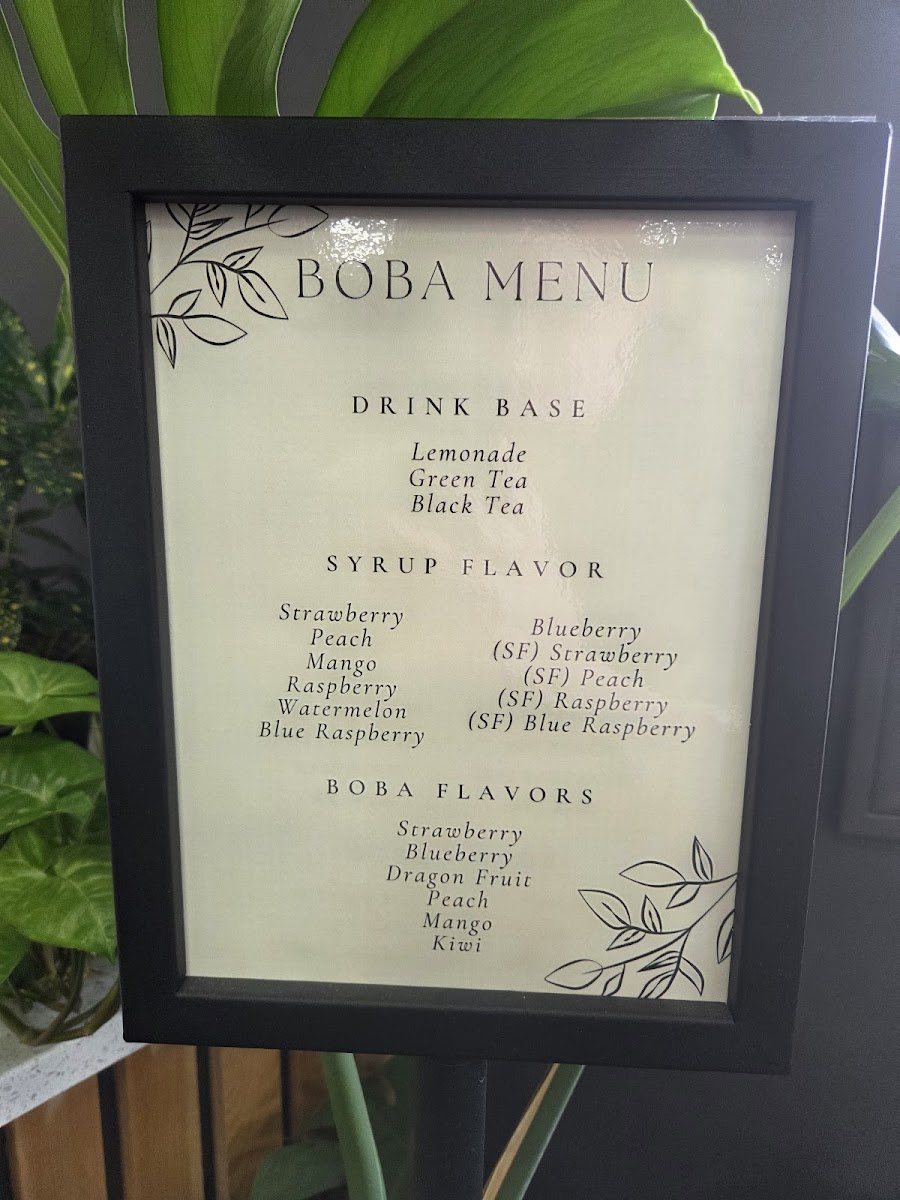 BOBA MENU
DRINK BASE
Lemonade
Green Tea
Black Tea
SYRUP FLAVOR
Strawberry
Peach
Mango
Raspberry
Watermelon
Blue Raspberry
Blueberry
(SF) Strawberry
(SF) Peach
(SF) Raspberry
(SF) Blue Raspberry
BOBA FLAVORS
Strawberry
Blueberry
Dragon Fruit
Peach
Mango
Kiwi